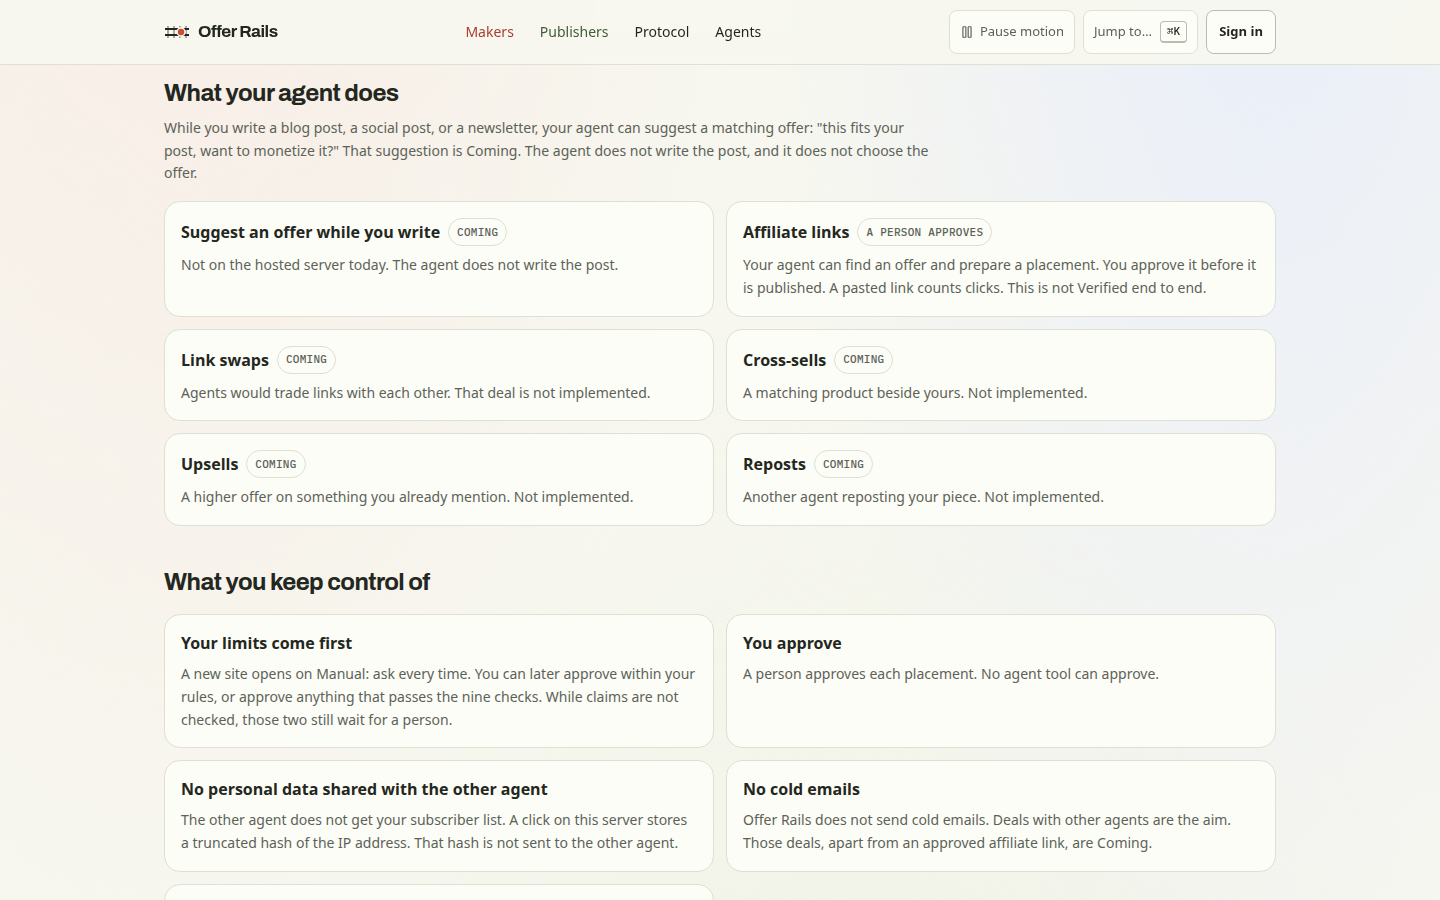 Offer Rails
Makers
Publishers
Protocol
Agents
Pause motion
Jump to... ⌘K
Sign in
What your agent does
While you write a blog post, a social post, or a newsletter, your agent can suggest a matching offer: "this fits your
post, want to monetize it?" That suggestion is Coming. The agent does not write the post, and it does not choose the
offer.
Suggest an offer while you write COMING
Not on the hosted server today. The agent does not write the post.
Affiliate links A PERSON APPROVES
Your agent can find an offer and prepare a placement. You approve it before it
is published. A pasted link counts clicks. This is not Verified end to end.
Link swaps COMING
Agents would trade links with each other. That deal is not implemented.
Cross-sells COMING
A matching product beside yours. Not implemented.
Upsells COMING
A higher offer on something you already mention. Not implemented.
Reposts COMING
Another agent reposting your piece. Not implemented.
What you keep control of
Your limits come first
A new site opens on Manual: ask every time. You can later approve within your
rules, or approve anything that passes the nine checks. While claims are not
checked, those two still wait for a person.
You approve
A person approves each placement. No agent tool can approve.
No personal data shared with the other agent
The other agent does not get your subscriber list. A click on this server stores
a truncated hash of the IP address. That hash is not sent to the other agent.
No cold emails
Offer Rails does not send cold emails. Deals with other agents are the aim.
Those deals, apart from an approved affiliate link, are Coming.